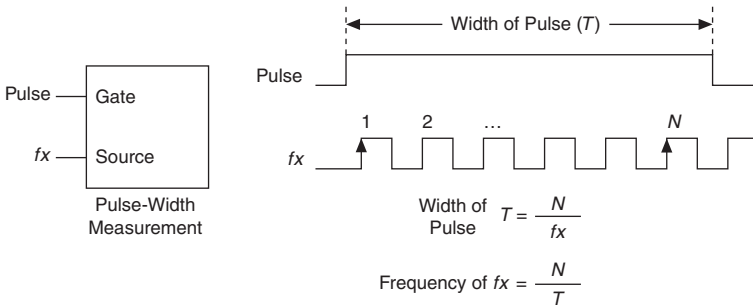 Width of Pulse (T)
Pulse
Gate
Pulse
1 2 ... N
fx
Source
fx
Pulse-Width
Measurement
Width of
Pulse
T = N
fx
Frequency of fx = N
T